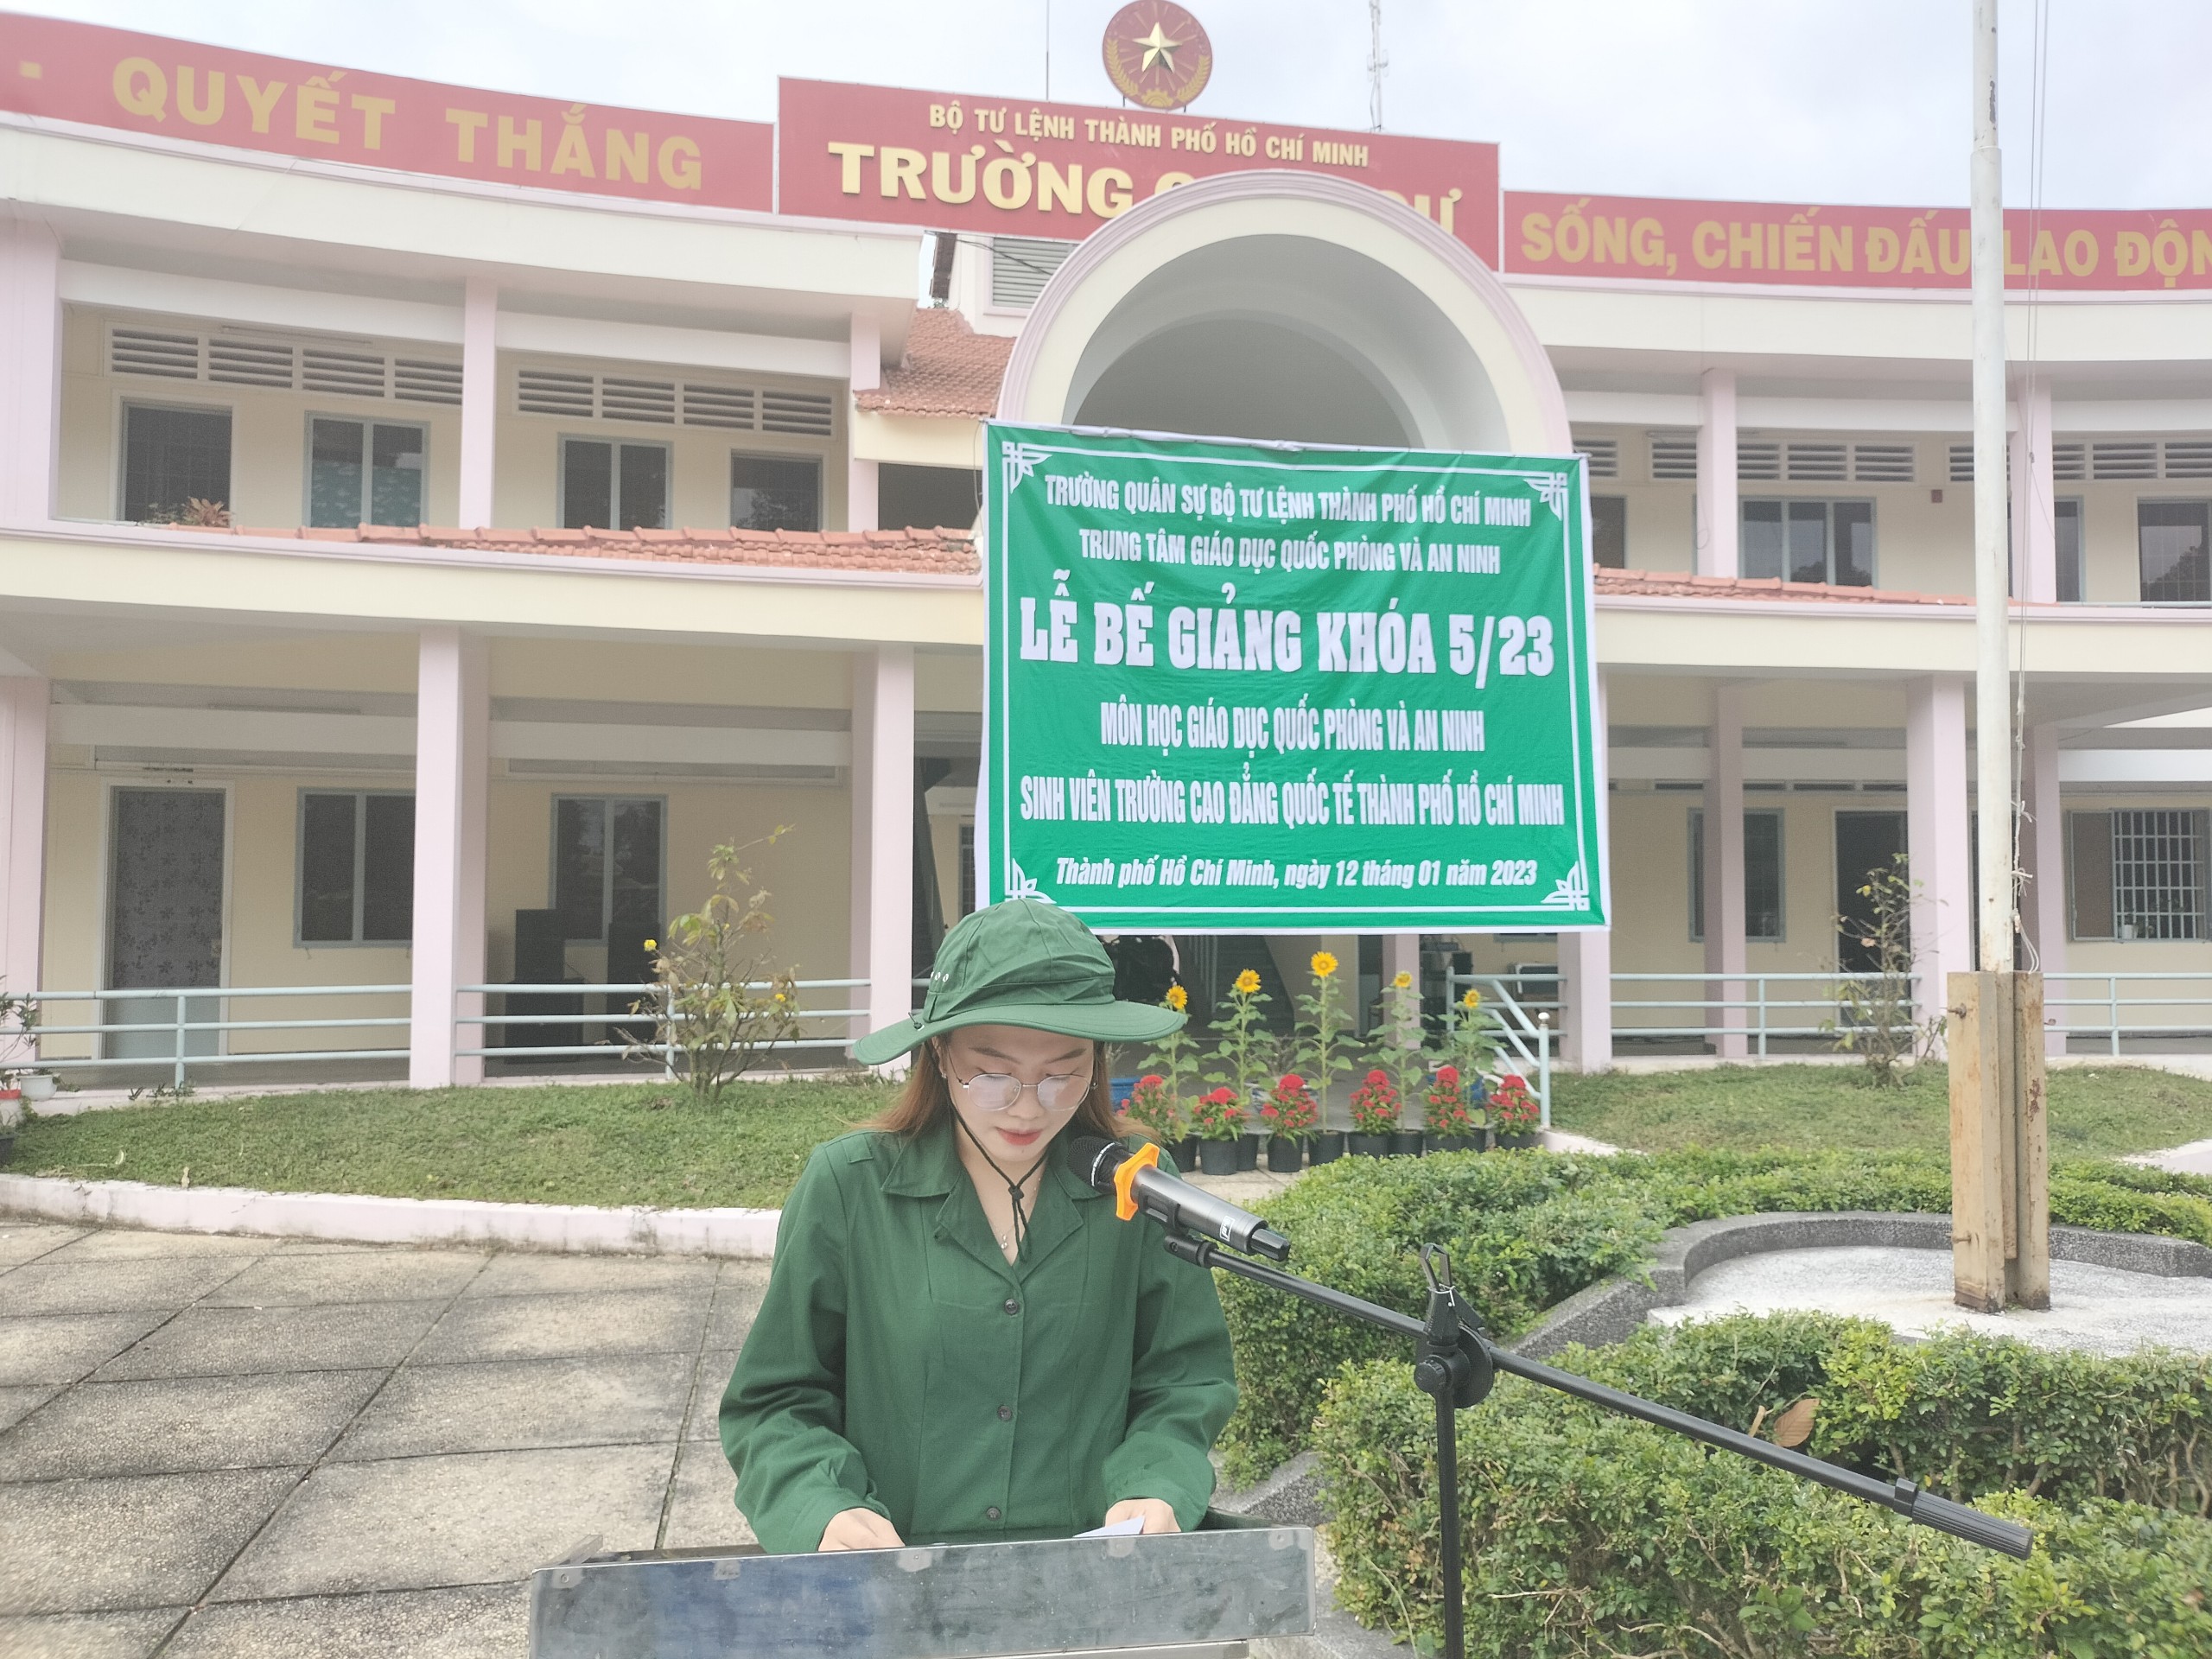 QUYẾT THẮNG
BỘ TƯ LỆNH THÀNH PHỐ HỒ CHÍ MINH
TRƯỜNG
SỐNG, CHIẾN ĐẤU, LAO ĐỘN
TRƯỜNG QUÂN SỰ BỘ TƯ LỆNH THÀNH PHỐ HỒ CHÍ MINH
TRUNG TÂM GIÁO DỤC QUỐC PHÒNG VÀ AN NINH
LỄ BẾ GIẢNG KHÓA 5/23
MÔN HỌC GIÁO DỤC QUỐC PHÒNG VÀ AN NINH
SINH VIÊN TRƯỜNG CAO ĐẲNG QUỐC TẾ THÀNH PHỐ HỒ CHÍ MINH
Thành phố Hồ Chí Minh, ngày 12 tháng 01 năm 2023